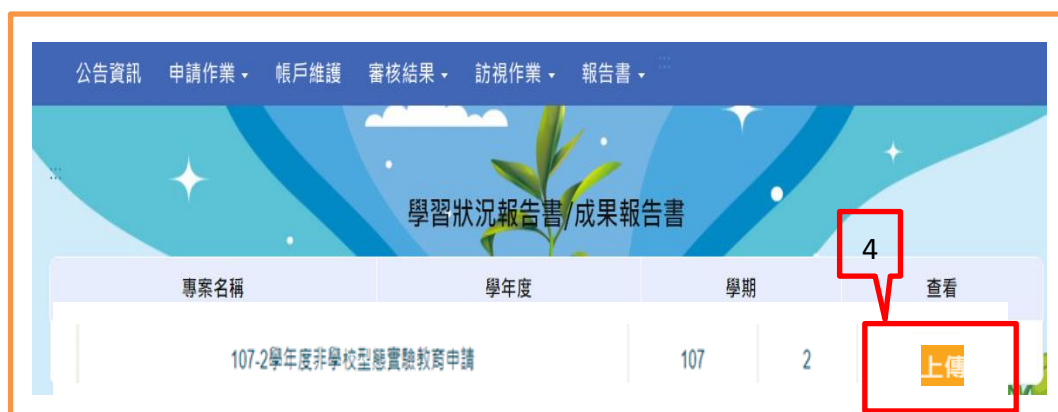 公告資訊 申請作業 帳戶維護 審核結果 訪視作業 報告書 :::
:::
學習狀況報告書/成果報告書
4
專案名稱 學年度 學期 查看
107-2學年度非學校型態實驗教育申請 107 2 上傳